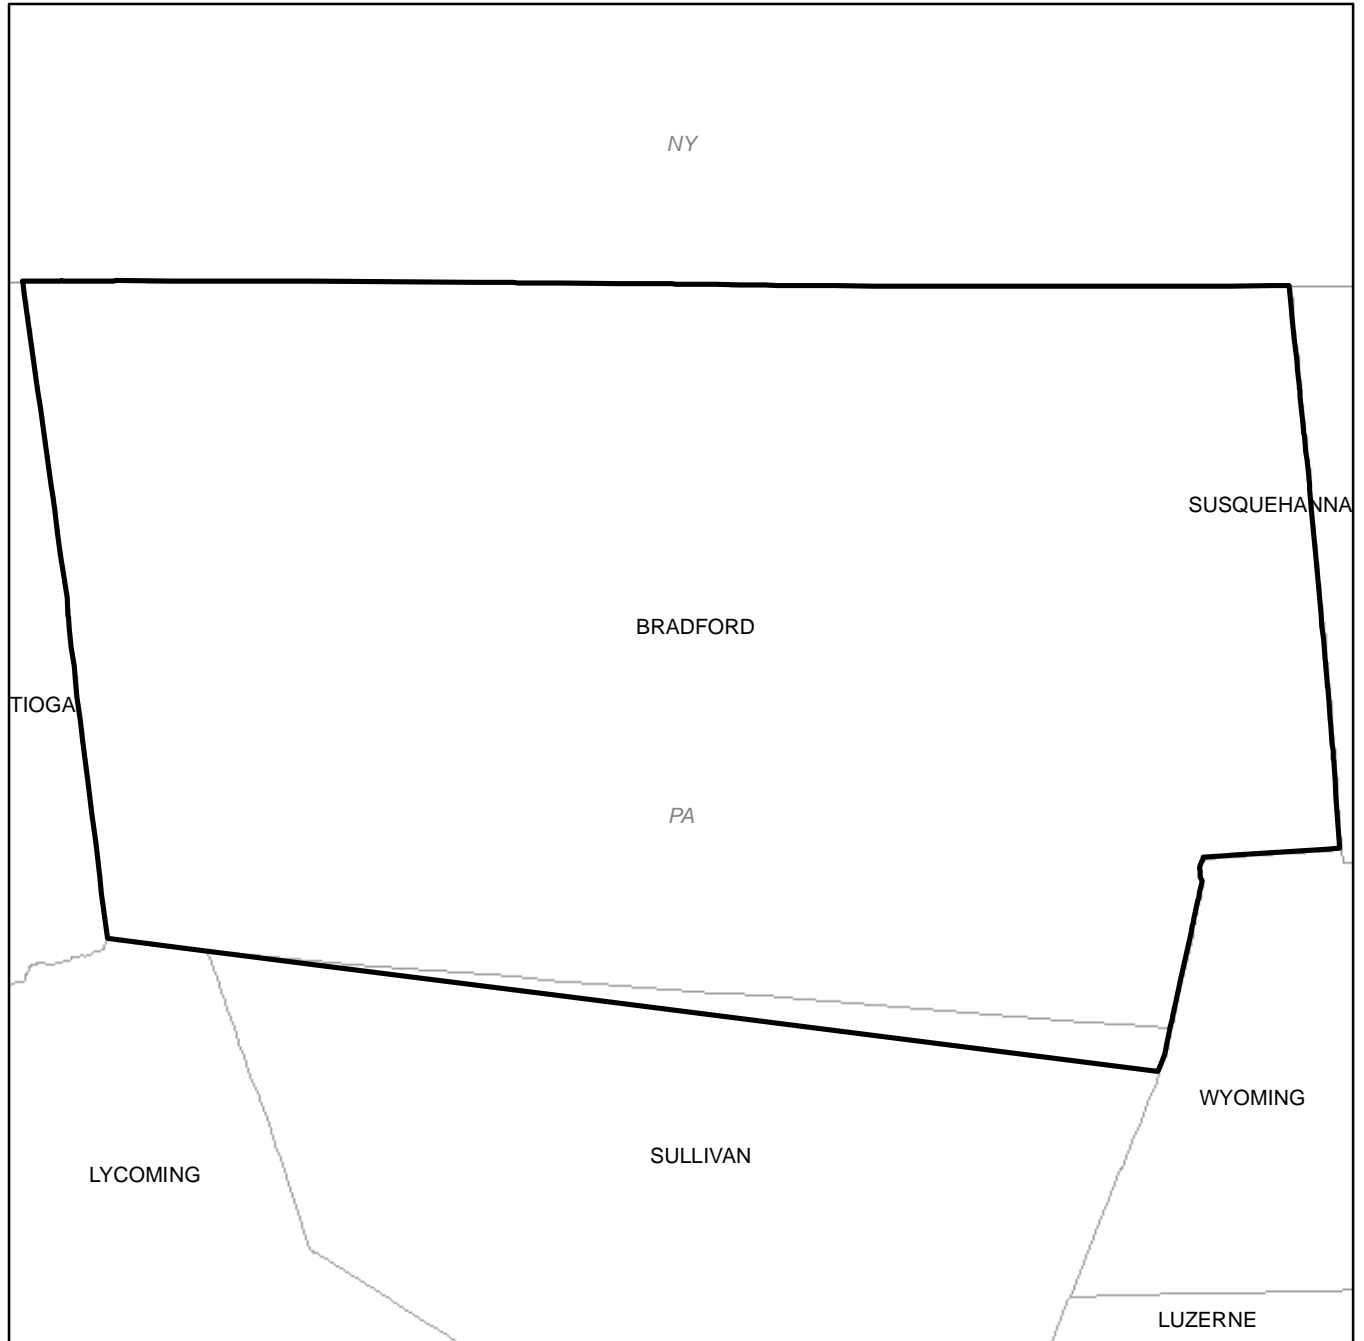 NY
SUSQUEHANNA
BRADFORD
TIOGA
PA
WYOMING
SULLIVAN
LYCOMING
LUZERNE